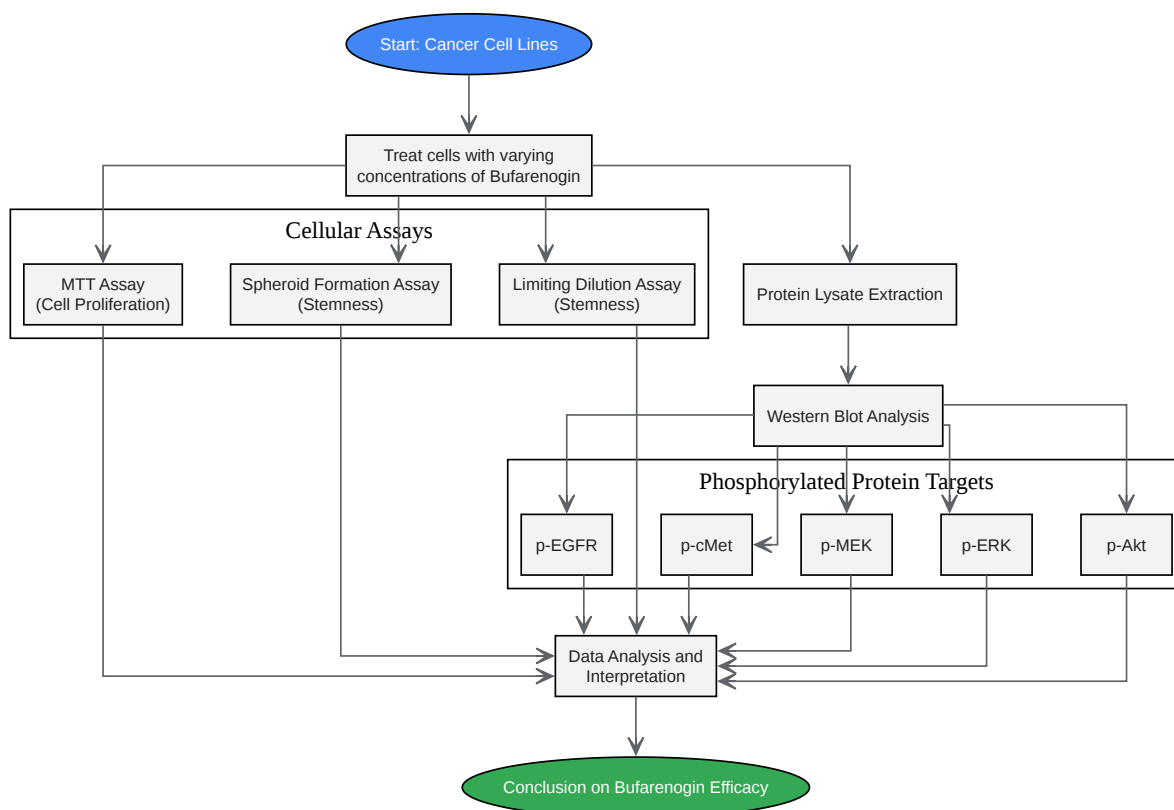 Start: Cancer Cell Lines
Treat cells with varying
concentrations of Bufarenogin
Cellular Assays
MTT Assay
(Cell Proliferation)
Spheroid Formation Assay
(Stemness)
Limiting Dilution Assay
(Stemness)
Protein Lysate Extraction
Western Blot Analysis
Phosphorylated Protein Targets
p-EGFR
p-cMet
p-MEK
p-ERK
p-Akt
Data Analysis and
Interpretation
Conclusion on Bufarenogin Efficacy